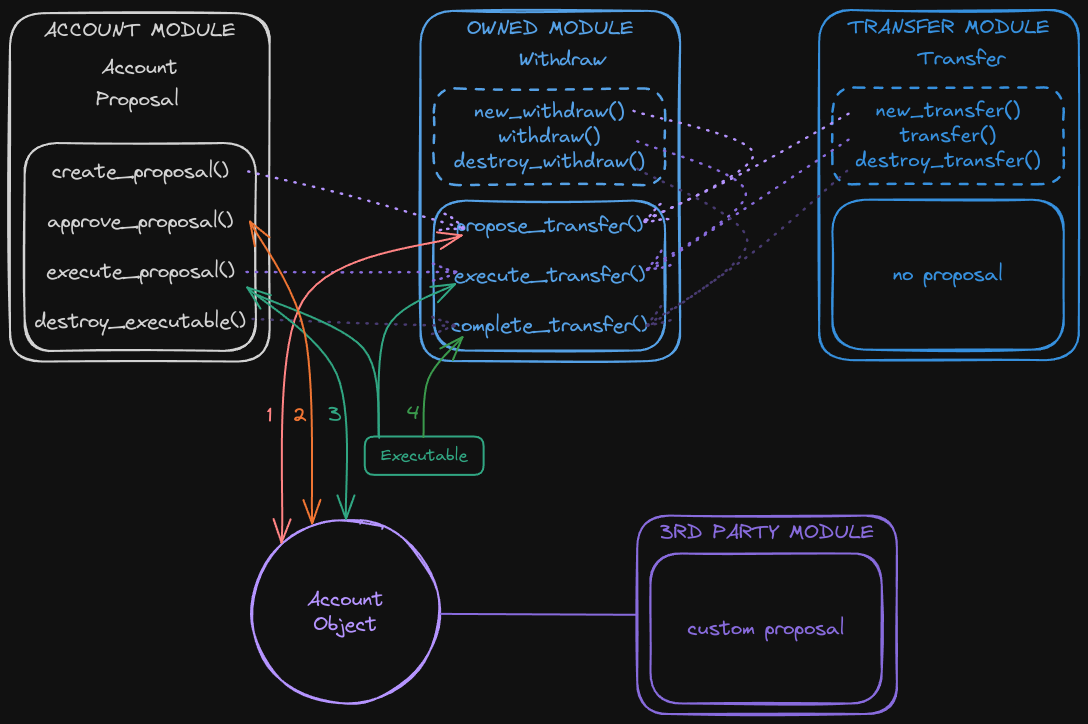 ACCOUNT MODULE
Account
Proposal
create_proposal()
approve_proposal()
execute_proposal()
destroy_executable()
OWNED MODULE
Withdraw
new_withdraw()
withdraw()
destroy_withdraw()
propose_transfer()
execute_transfer()
complete_transfer()
TRANSFER MODULE
Transfer
new_transfer()
transfer()
destroy_transfer()
no proposal
1
2
3
4
Executable
Account
Object
3RD PARTY MODULE
custom proposal